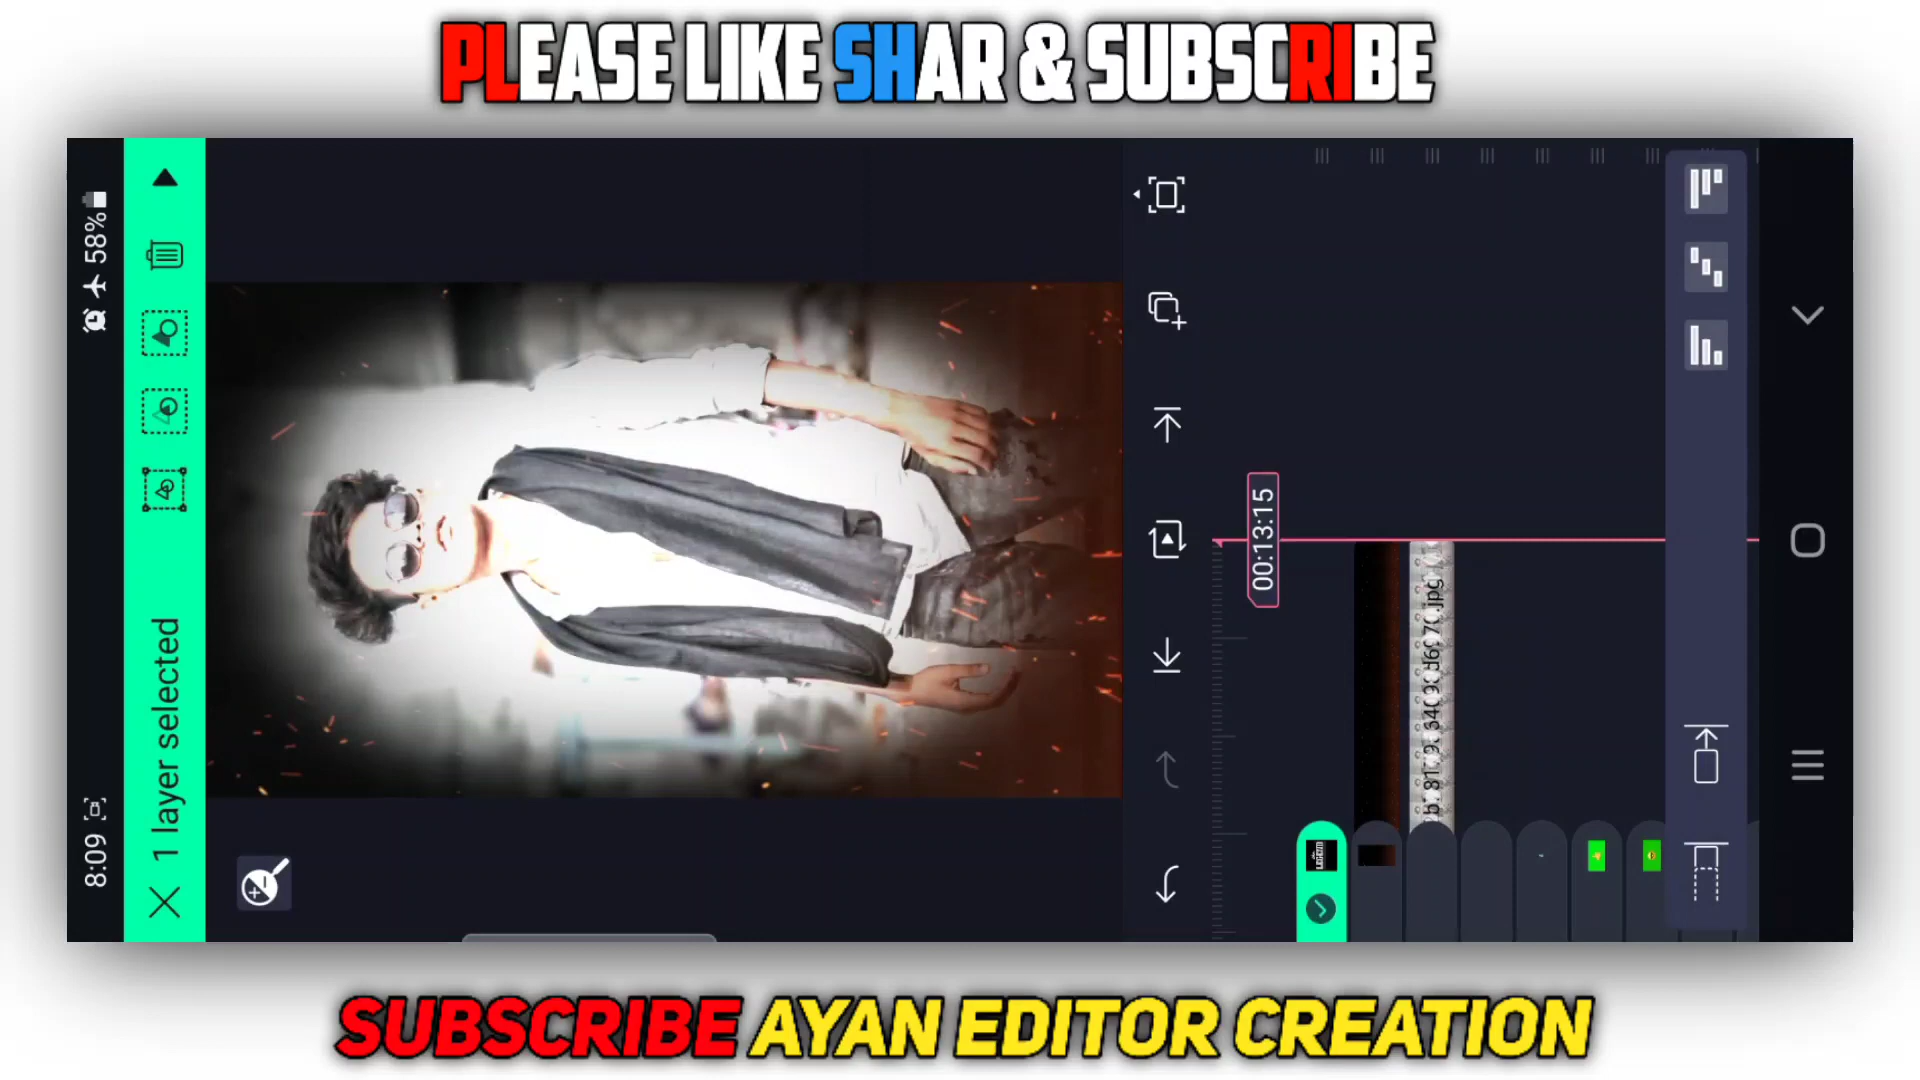 PLEASE LIKE SHAR & SUBSCRIBE
8:09
58%
1 layer selected
00:13:15
SUBSCRIBE AYAN EDITOR CREATION